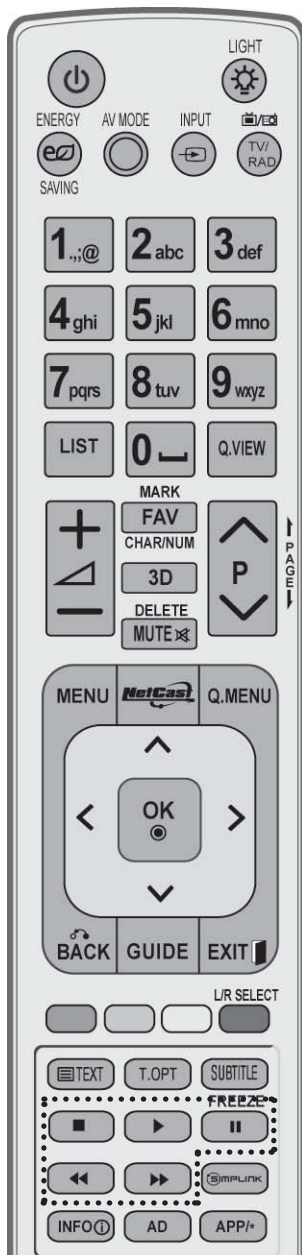 LIGHT
ENERGY AV MODE INPUT
TV/
RAD
SAVING
1.,;@ 2abc 3def
4ghi 5jkl 6mno
7pqrs 8tuv 9wxyz
LIST 0 Q.VIEW
MARK
FAV
CHAR/NUM
3D
P
PAGE
DELETE
MUTE
MENU NetCast Q.MENU
OK
BACK GUIDE EXIT
L/R SELECT
TEXT T.OPT SUBTITLE
FREEZE
SIMPLINK
INFO i AD APP/*